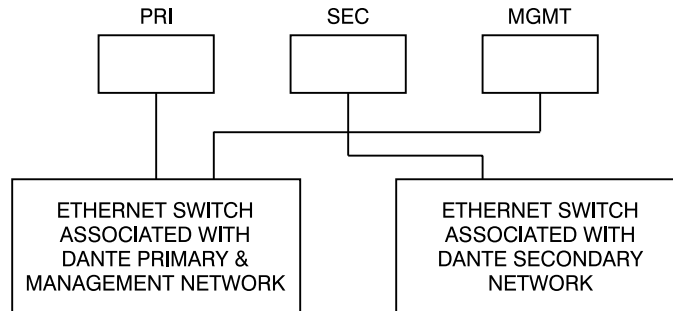 PRI
SEC
MGMT
ETHERNET SWITCH
ASSOCIATED WITH
DANTE PRIMARY &
MANAGEMENT NETWORK
ETHERNET SWITCH
ASSOCIATED WITH
DANTE SECONDARY
NETWORK